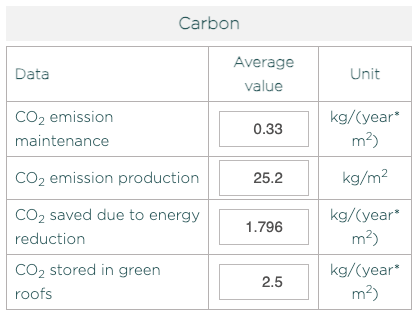 Carbon
Data
Average
value
Unit
CO₂ emission
maintenance
0.33
kg/(year*
m²)
CO₂ emission production
25.2
kg/m²
CO₂ saved due to energy
reduction
1.796
kg/(year*
m²)
CO₂ stored in green
roofs
2.5
kg/(year*
m²)